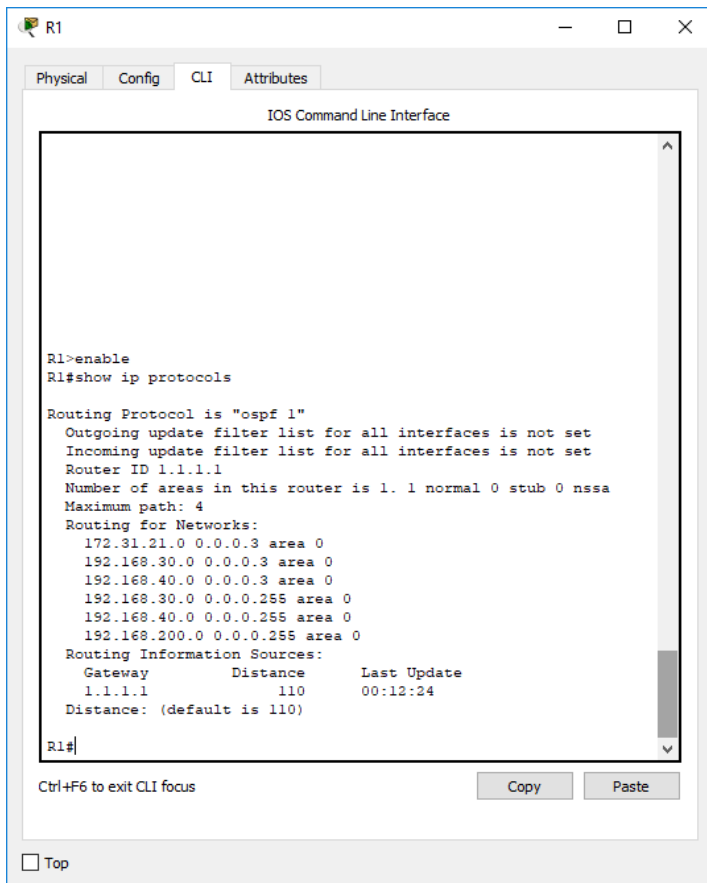 R1
Physical Config CLI Attributes
IOS Command Line Interface
R1>enable
R1#show ip protocols
Routing Protocol is "ospf 1"
Outgoing update filter list for all interfaces is not set
Incoming update filter list for all interfaces is not set
Router ID 1.1.1.1
Number of areas in this router is 1. 1 normal 0 stub 0 nssa
Maximum path: 4
Routing for Networks:
172.31.21.0 0.0.0.3 area 0
192.168.30.0 0.0.0.3 area 0
192.168.40.0 0.0.0.3 area 0
192.168.30.0 0.0.0.255 area 0
192.168.40.0 0.0.0.255 area 0
192.168.200.0 0.0.0.255 area 0
Routing Information Sources:
Gateway Distance Last Update
1.1.1.1 110 00:12:24
Distance: (default is 110)
R1#
Ctrl+F6 to exit CLI focus
Copy Paste
Top